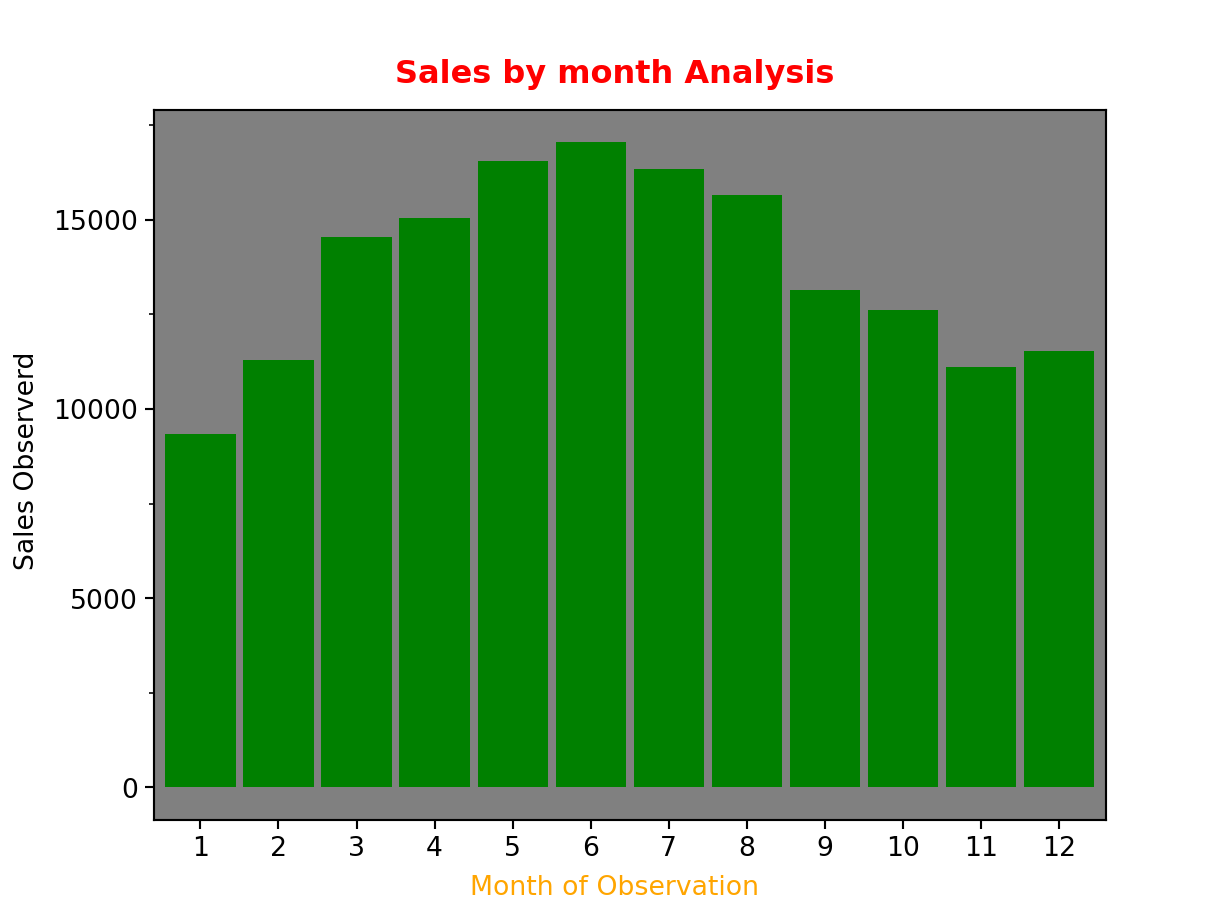 Sales by month Analysis
Sales Observerd
15000
10000
5000
0
1 2 3 4 5 6 7 8 9 10 11 12
Month of Observation